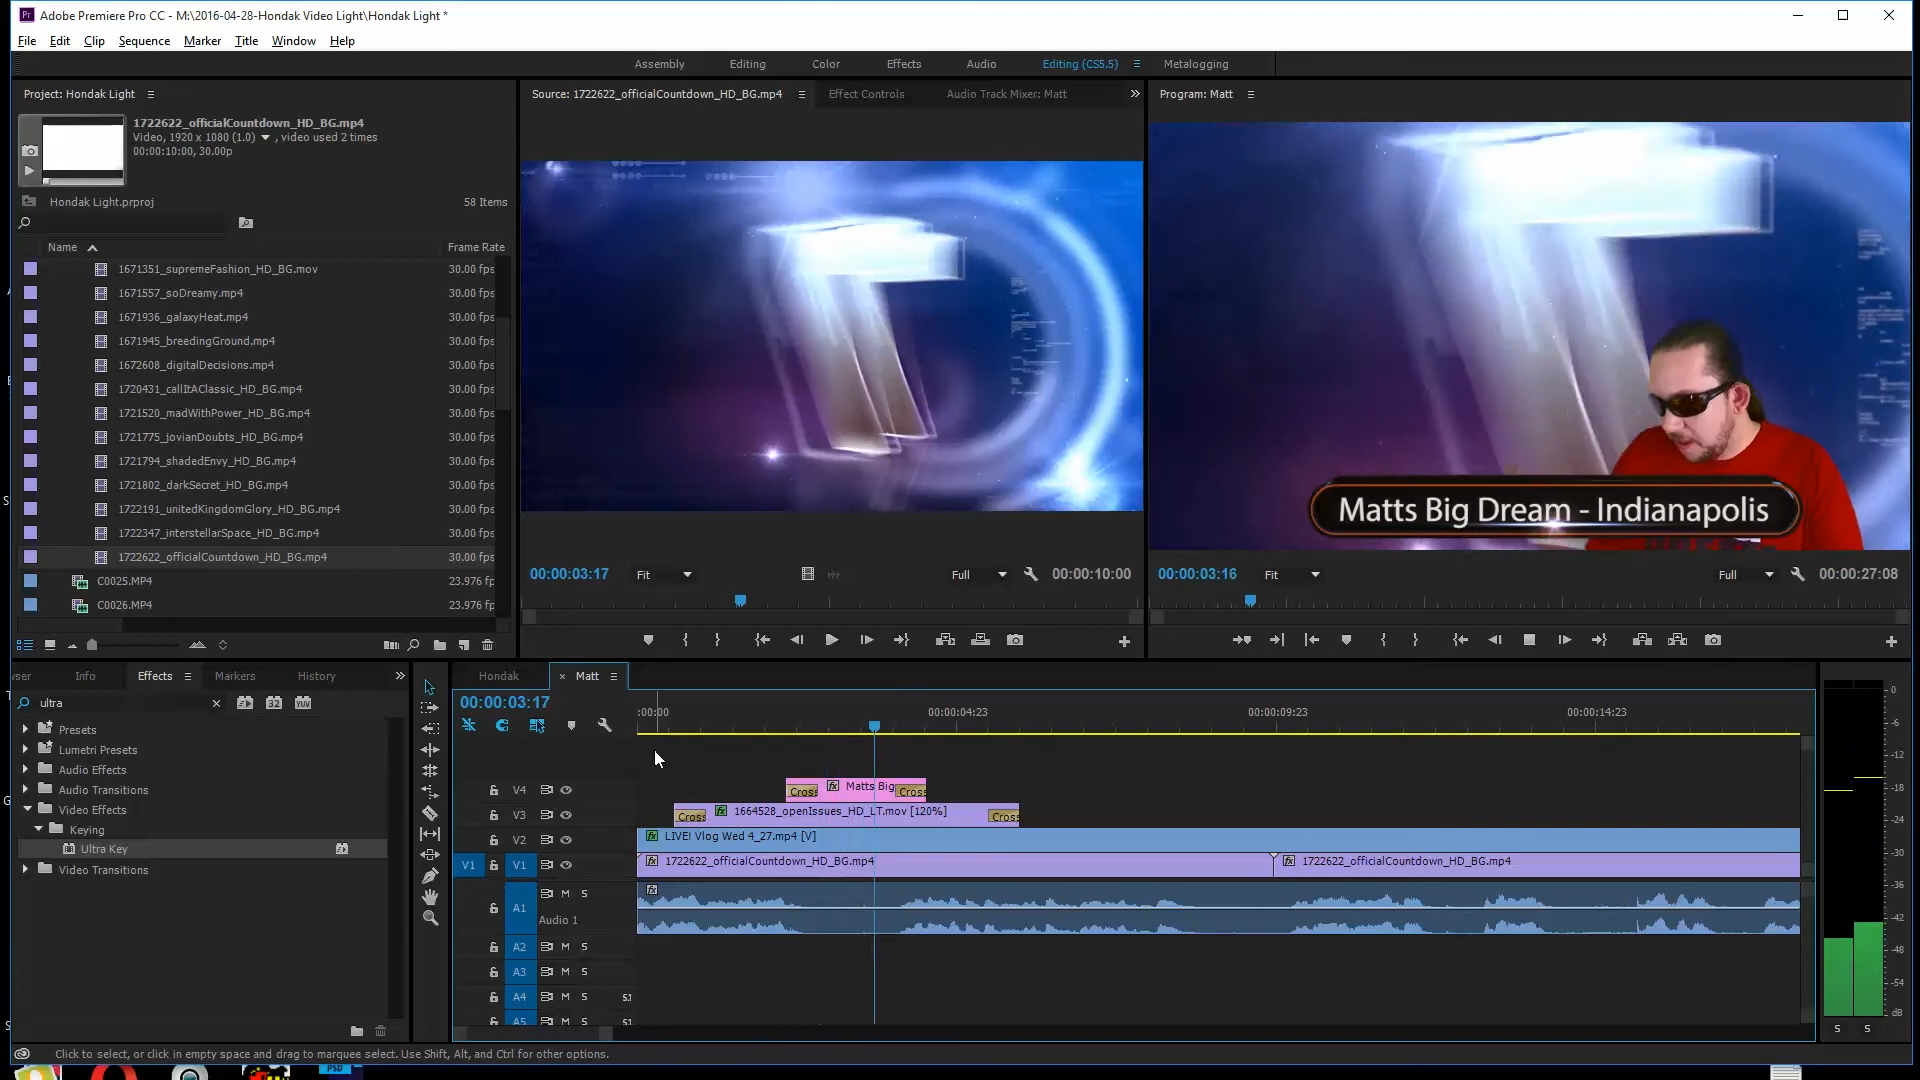 Adobe Premiere Pro CC - M:\2016-04-28-Hondak Video Light\Hondak Light *
File Edit Clip Sequence Marker Title Window Help
Assembly Editing Color Effects Audio Editing (CS5.5) Metalogging
Project: Hondak Light
1722622_officialCountdown_HD_BG.mp4
Video, 1920 x 1080 (1.0) , video used 2 times
00:00:10:00, 30.00p
Hondak Light.prproj 58 Items
Name Frame Rate
1671351_supremeFashion_HD_BG.mov 30.00 fps
1671557_soDreamy.mp4 30.00 fps
1671936_galaxyHeat.mp4 30.00 fps
1671945_breedingGround.mp4 30.00 fps
1672608_digitalDecisions.mp4 30.00 fps
1720431_callItAClassic_HD_BG.mp4 30.00 fps
1721520_madWithPower_HD_BG.mp4 30.00 fps
1721775_jovianDoubts_HD_BG.mp4 30.00 fps
1721794_shadedEnvy_HD_BG.mp4 30.00 fps
1721802_darkSecret_HD_BG.mp4 30.00 fps
1722191_unitedKingdomGlory_HD_BG.mp4 30.00 fps
1722347_interstellarSpace_HD_BG.mp4 30.00 fps
1722622_officialCountdown_HD_BG.mp4 30.00 fps
C0025.MP4 23.976 fp
C0026.MP4 23.976 fp
Source: 1722622_officialCountdown_HD_BG.mp4 Effect Controls Audio Track Mixer: Matt
00:00:03:17 Fit Full 00:00:10:00
Program: Matt
Matts Big Dream - Indianapolis
00:00:03:16 Fit Full 00:00:27:08
ser Info Effects Markers History
ultra
32 YUV
Presets
Lumetri Presets
Audio Effects
Audio Transitions
Video Effects
Keying
Ultra Key
Video Transitions
Hondak × Matt
00:00:03:17
:00:00 00:00:04:23 00:00:09:23 00:00:14:23
V4 Cross fx Matts Big Cross
V3 Cross fx 1664528_openIssues_HD_LT.mov [120%] Cross
V2 fx LIVE! Vlog Wed 4_27.mp4 [V]
V1 V1 fx 1722622_officialCountdown_HD_BG.mp4 fx 1722622_officialCountdown_HD_BG.mp4
A1 M S fx
Audio 1
A2 M S
A3 M S
A4 M S 5.1
A5 M S 5.1
0
-6
-12
-18
-24
-30
-36
-42
-48
-54
dB
S S
Click to select, or click in empty space and drag to marquee select. Use Shift, Alt, and Ctrl for other options.
PSD